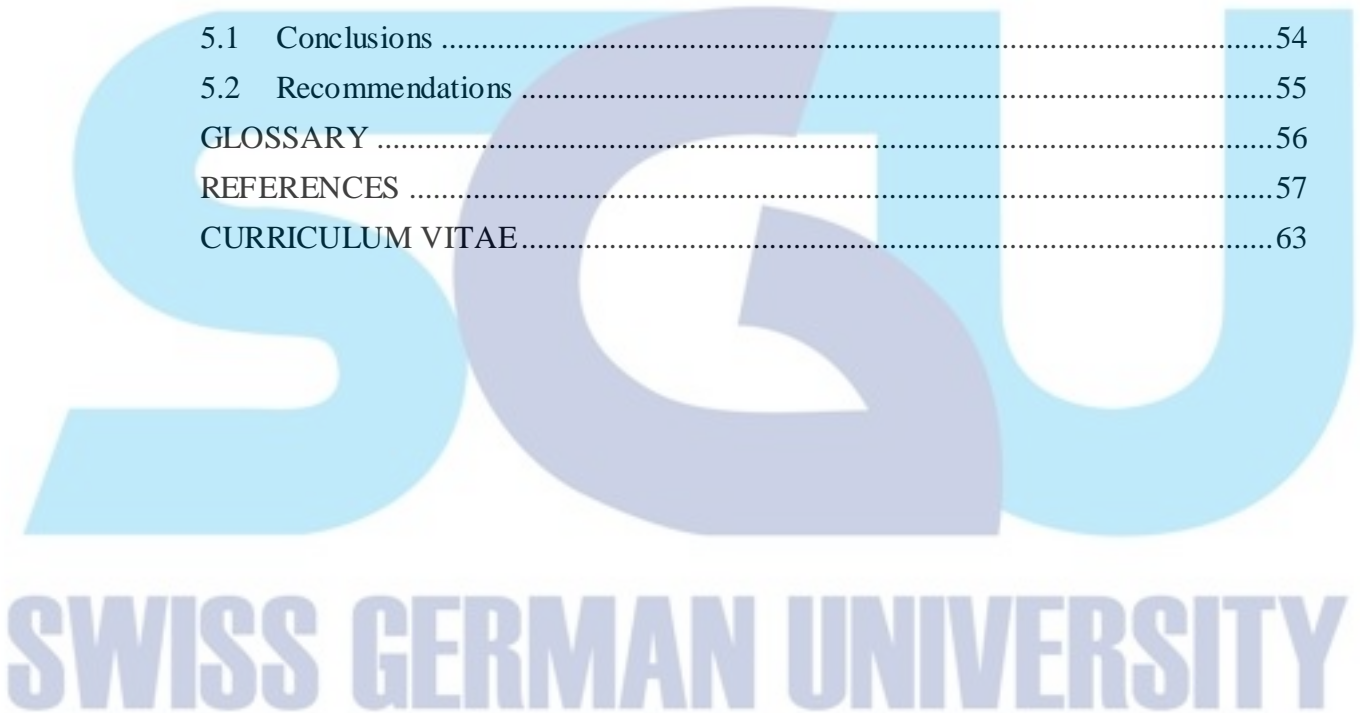 5.1 Conclusions ........................................................................................................54
5.2 Recommendations ..............................................................................................55
GLOSSARY ................................................................................................................56
REFERENCES ............................................................................................................57
CURRICULUM VITAE..............................................................................................63
SGU
SWISS GERMAN UNIVERSITY